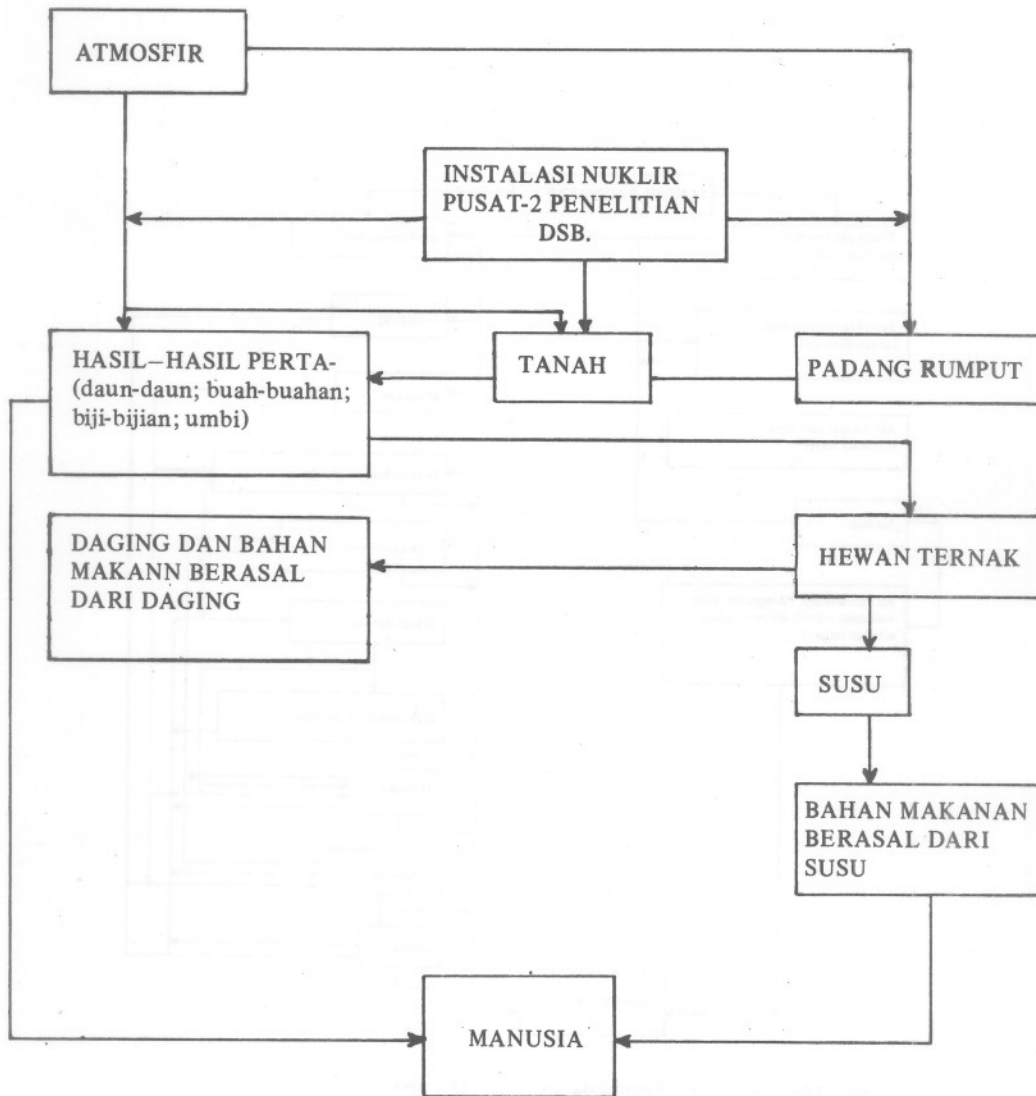 ATMOSFIR
INSTALASI NUKLIR
PUSAT-2 PENELITIAN
DSB.
HASIL–HASIL PERTA-
(daun-daun; buah-buahan;
biji-bijian; umbi)
TANAH
PADANG RUMPUT
DAGING DAN BAHAN
MAKANN BERASAL
DARI DAGING
HEWAN TERNAK
SUSU
BAHAN MAKANAN
BERASAL DARI
SUSU
MANUSIA